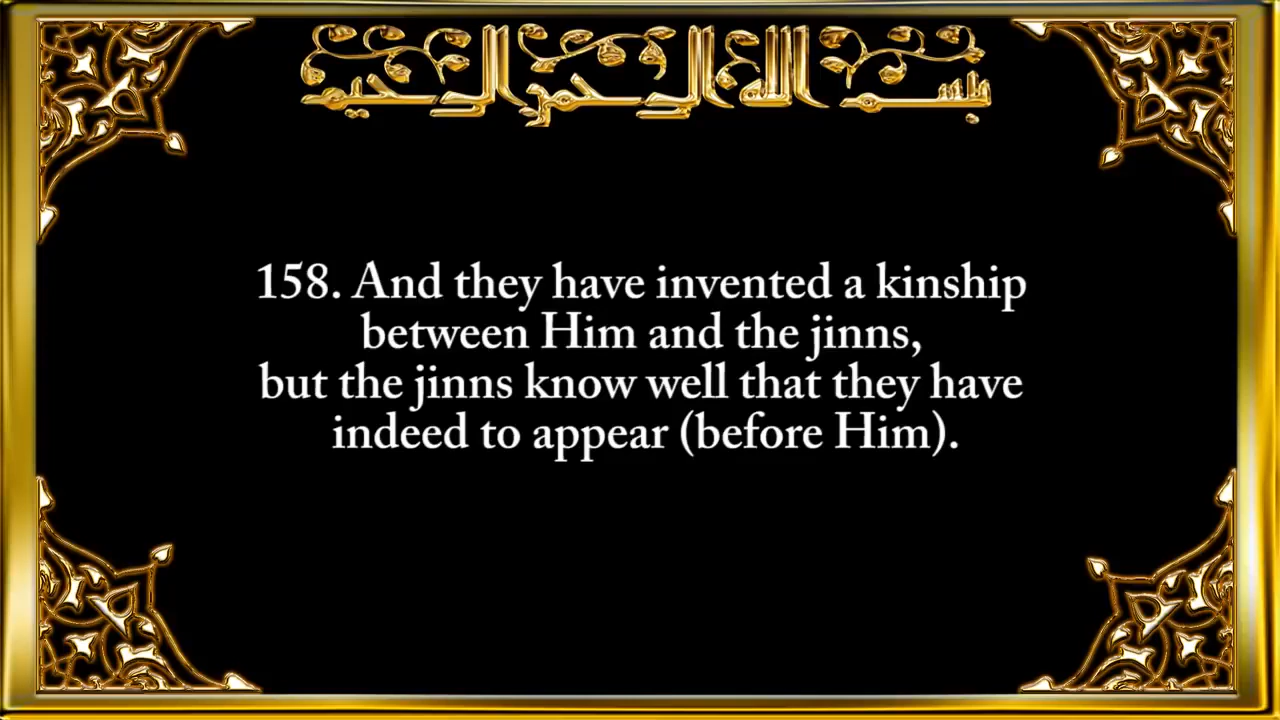 بسم الله الرحمن الرحيم
158. And they have invented a kinship
between Him and the jinns,
but the jinns know well that they have
indeed to appear (before Him).